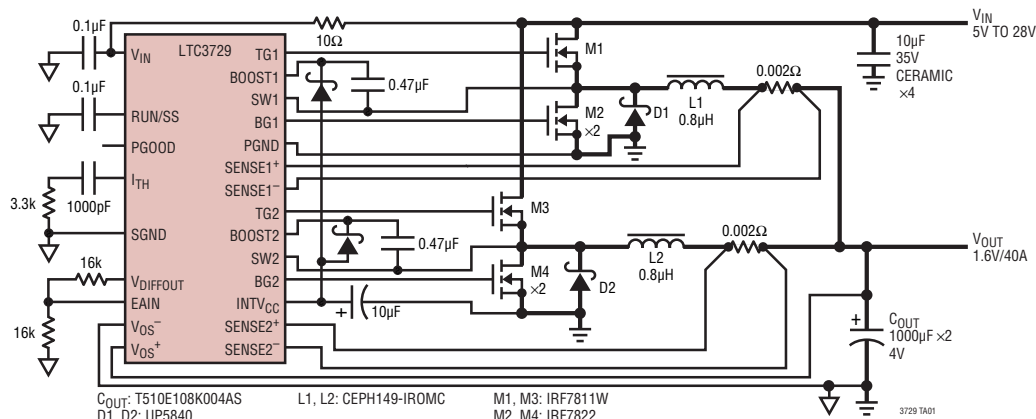 0.1µF
10Ω
VIN
5V TO 28V
LTC3729
VIN
TG1
M1
10µF
35V
CERAMIC
×4
BOOST1
0.47µF
0.002Ω
0.1µF
SW1
L1
0.8µH
RUN/SS
BG1
M2
×2
D1
PGOOD
PGND
SENSE1+
ITH
SENSE1−
3.3k
1000pF
TG2
M3
0.002Ω
SGND
BOOST2
0.47µF
VOUT
1.6V/40A
SW2
L2
0.8µH
16k
VDIFFOUT
BG2
M4
×2
D2
EAIN
INTVCC
10µF
16k
VOS−
SENSE2+
COUT
1000µF ×2
4V
VOS+
SENSE2−
COUT: T510E108K004AS
L1, L2: CEPH149-IROMC
M1, M3: IRF7811W
D1, D2: UP5840
M2, M4: IRF7822
3729 TA01